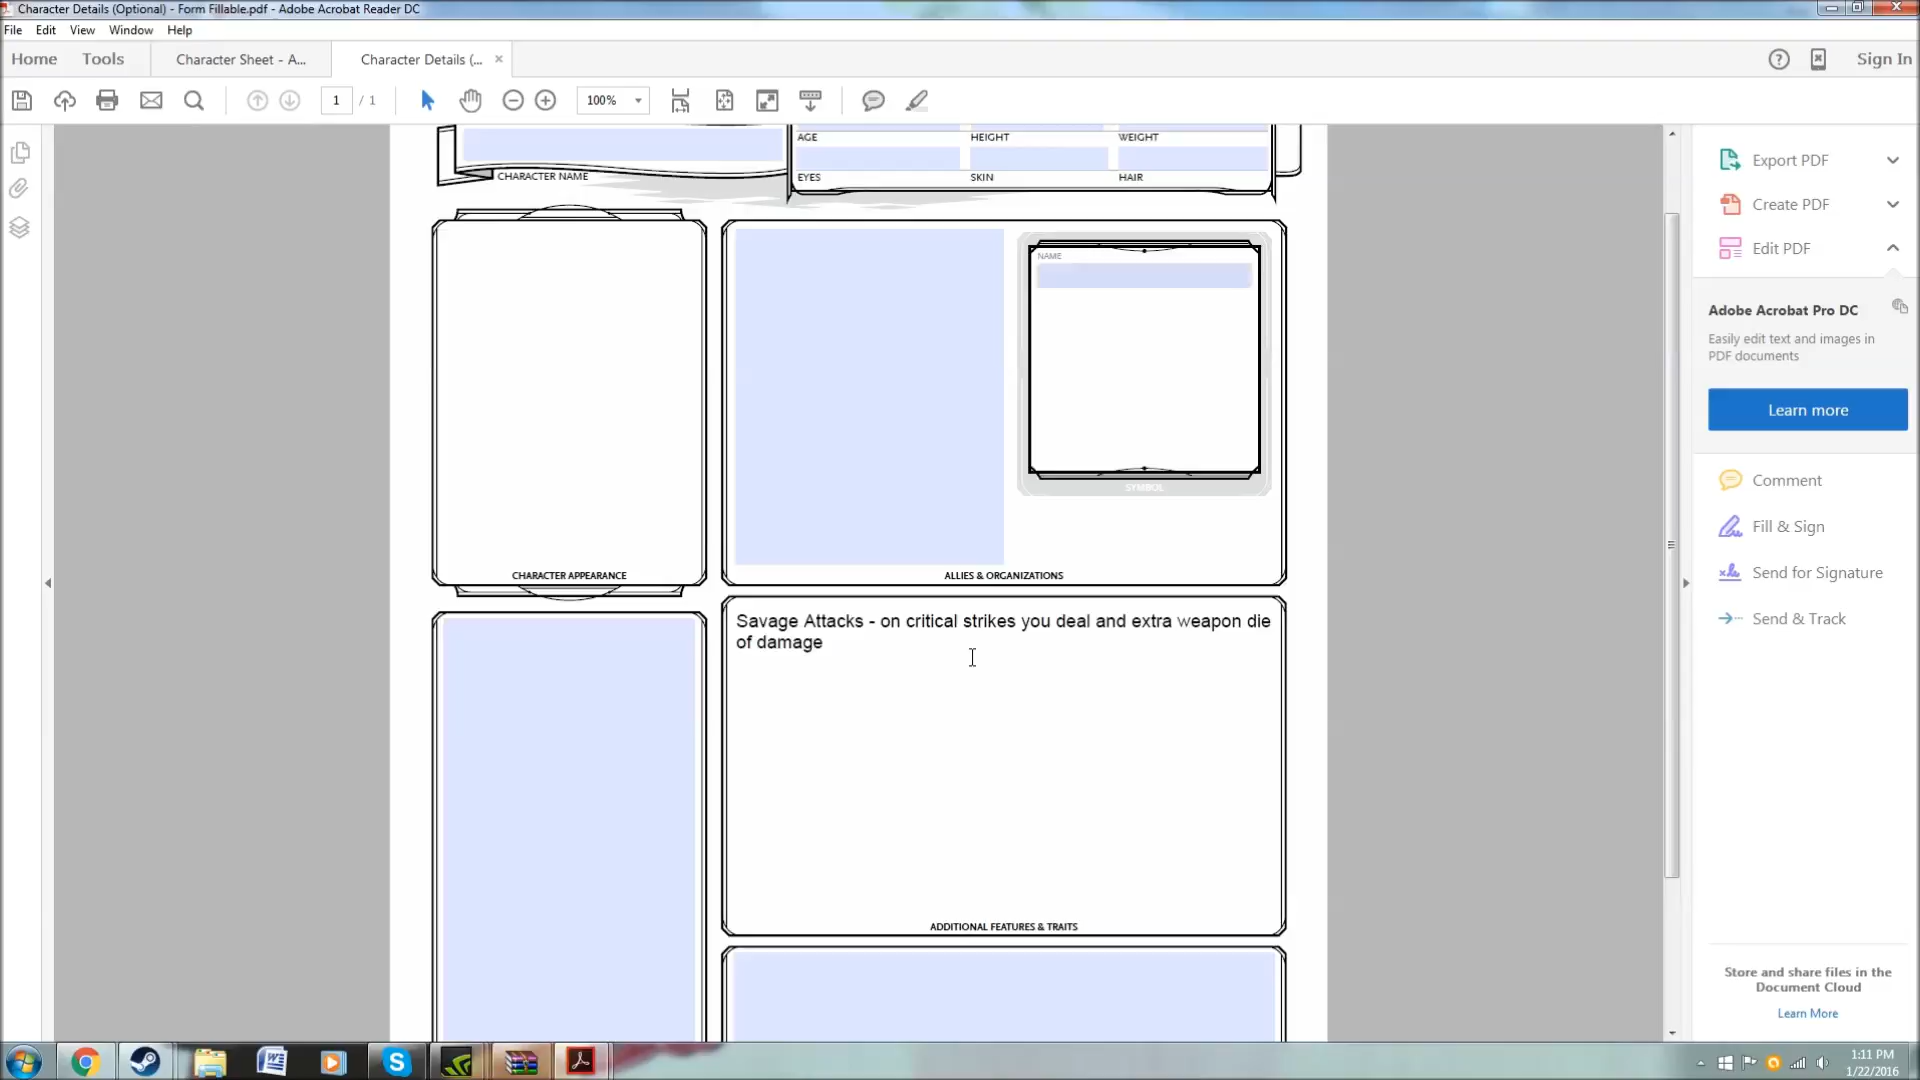 Character Details (Optional) - Form Fillable.pdf - Adobe Acrobat Reader DC
File Edit View Window Help
Home Tools Character Sheet - A... Character Details (... × Sign In
1 / 1 100%
AGE HEIGHT WEIGHT
CHARACTER NAME
EYES SKIN HAIR
NAME
SYMBOL
CHARACTER APPEARANCE
ALLIES & ORGANIZATIONS
Savage Attacks - on critical strikes you deal and extra weapon die
of damage
ADDITIONAL FEATURES & TRAITS
Export PDF
Create PDF
Edit PDF
Adobe Acrobat Pro DC
Easily edit text and images in
PDF documents
Learn more
Comment
Fill & Sign
Send for Signature
Send & Track
Store and share files in the
Document Cloud
Learn More
1:11 PM
1/22/2016